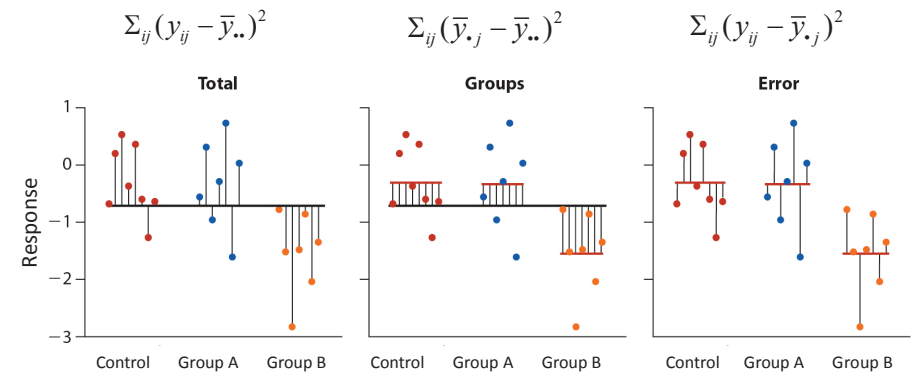 Σij(yij − y̅••)²
Σij(y̅•j − y̅••)²
Σij(yij − y̅•j)²
Total
Groups
Error
Response
1
0
−1
−2
−3
Control Group A Group B
Control Group A Group B
Control Group A Group B